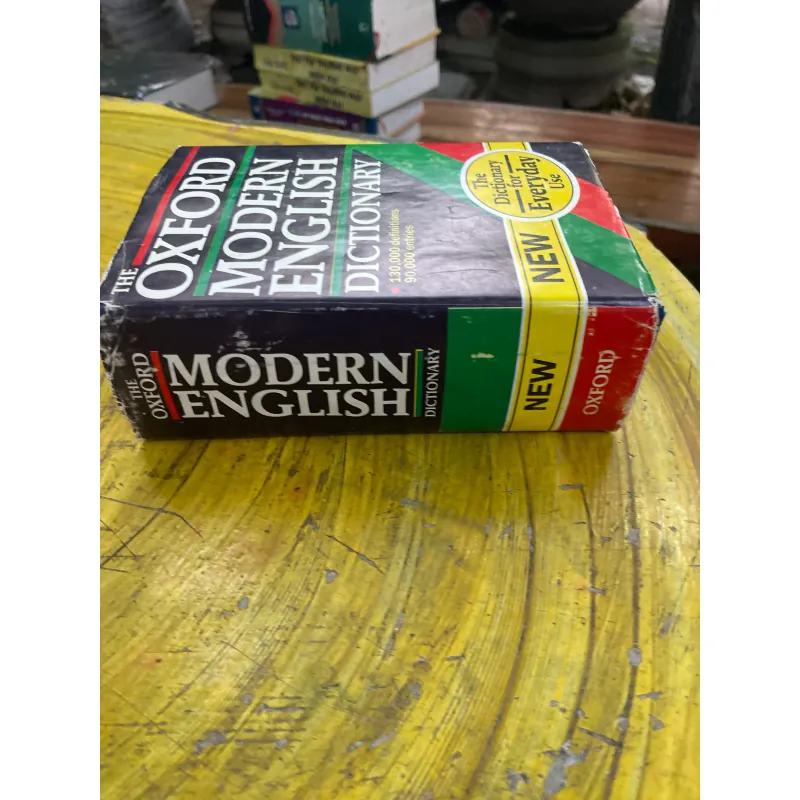 THE
OXFORD
MODERN
ENGLISH
DICTIONARY
130,000 definitions
90,000 entries
The
Dictionary
for
Everyday
Use
NEW
THE
OXFORD
MODERN
ENGLISH
DICTIONARY
NEW
OXFORD